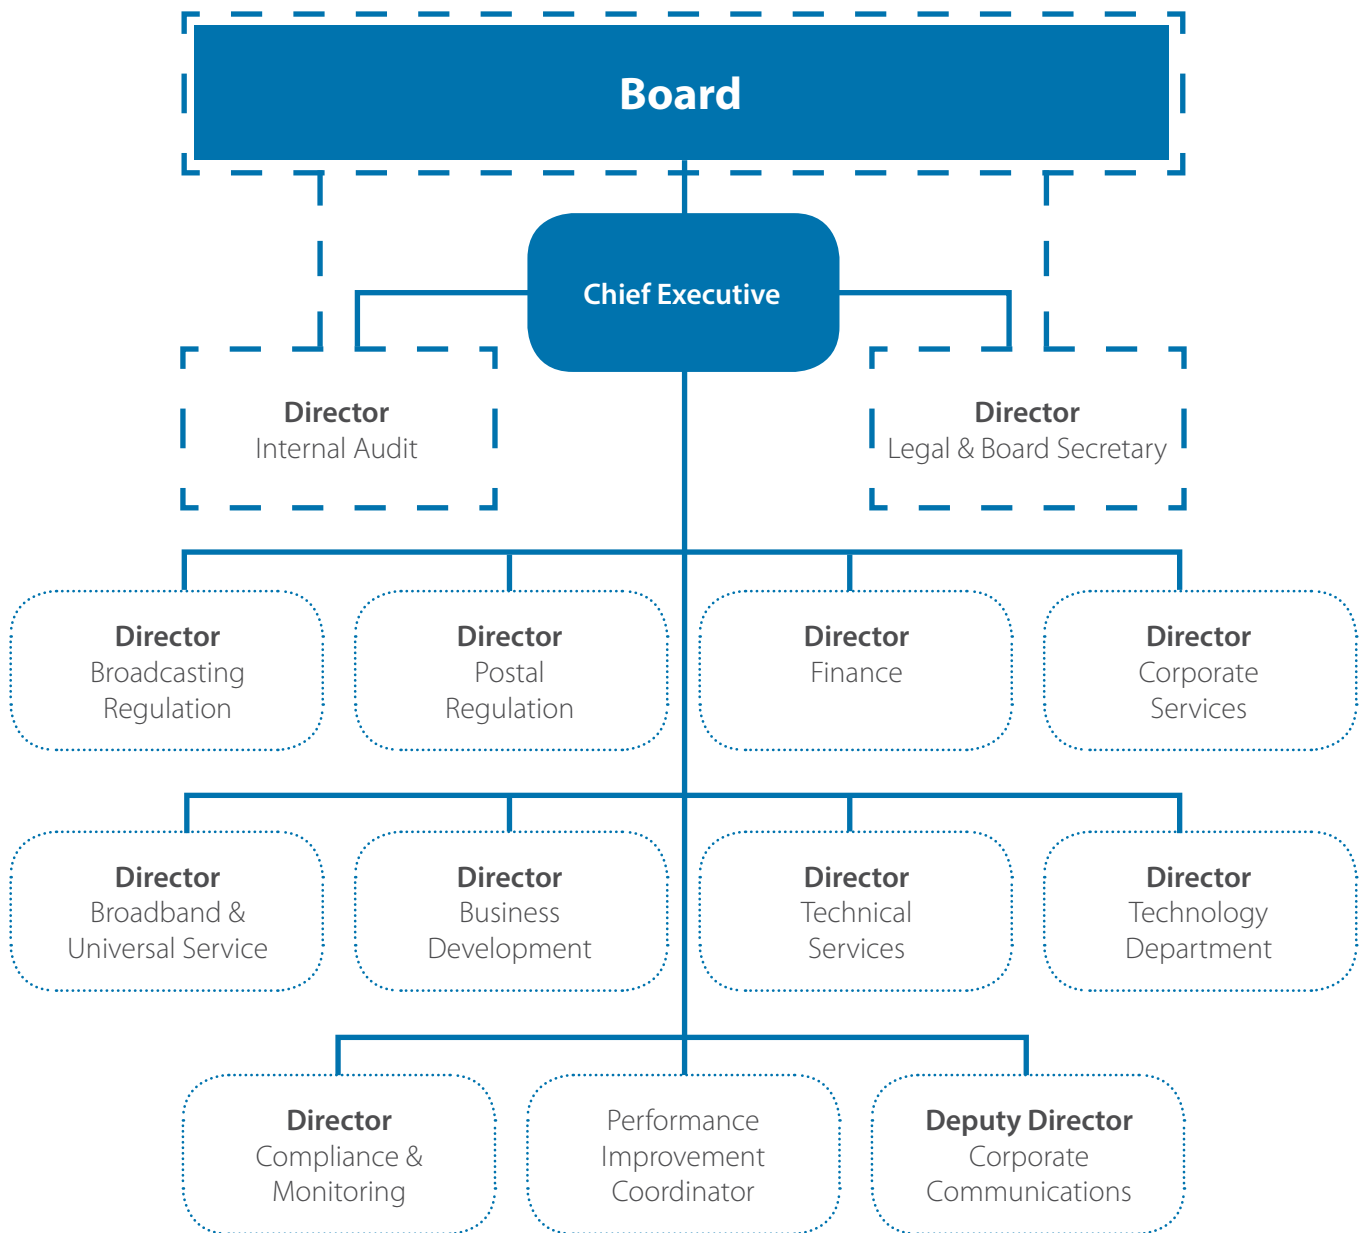 Board
Chief Executive
Director
Internal Audit
Director
Legal & Board Secretary
Director
Broadcasting
Regulation
Director
Postal
Regulation
Director
Finance
Director
Corporate
Services
Director
Broadband &
Universal Service
Director
Business
Development
Director
Technical
Services
Director
Technology
Department
Director
Compliance &
Monitoring
Performance
Improvement
Coordinator
Deputy Director
Corporate
Communications